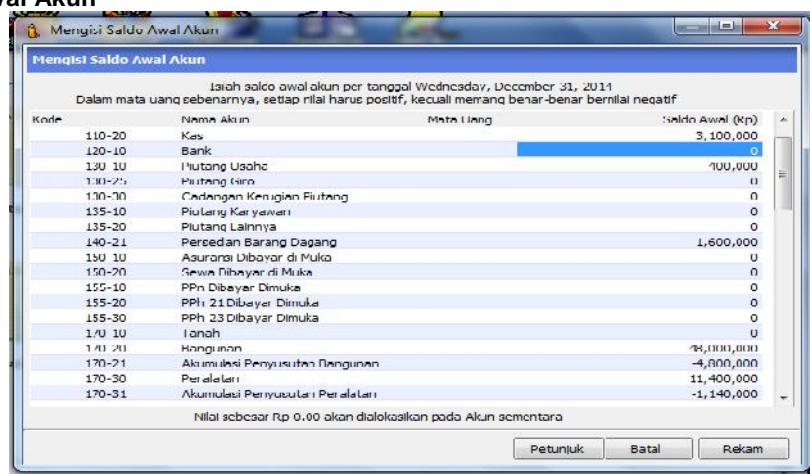 Mengisi Saldo Awal Akun
Mengisi Saldo Awal Akun
Isilah saldo awal akun per tanggal Wednesday, December 31, 2014
Dalam mata uang sebenarnya, setiap nilai harus positif, kecuali memang benar-benar bernilai negatif
Kode Nama Akun Mata Uang Saldo Awal (Rp)
110-20 Kas 3,100,000
120-10 Bank 0
130-10 Piutang Usaha 400,000
130-25 Piutang Giro 0
130-30 Cadangan Kerugian Piutang 0
135-10 Piutang Karyawan 0
135-20 Piutang Lainnya 0
140-21 Persedan Barang Dagang 1,600,000
150-10 Asuransi Dibayar di Muka 0
150-20 Sewa Dibayar di Muka 0
155-10 PPn Dibayar Dimuka 0
155-20 PPh 21 Dibayar Dimuka 0
155-30 PPh 23 Dibayar Dimuka 0
170-10 Tanah 0
170-20 Bangunan 48,000,000
170-21 Akumulasi Penyusutan Bangunan -4,800,000
170-30 Peralatan 11,400,000
170-31 Akumulasi Penyusutan Peralatan -1,140,000
Nilai sebesar Rp 0.00 akan dialokasikan pada Akun sementara
Petunjuk Batal Rekam